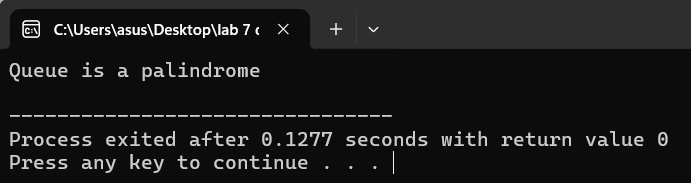 C:\Users\asus\Desktop\lab 7 c
Queue is a palindrome
--------------------------------
Process exited after 0.1277 seconds with return value 0
Press any key to continue . . .